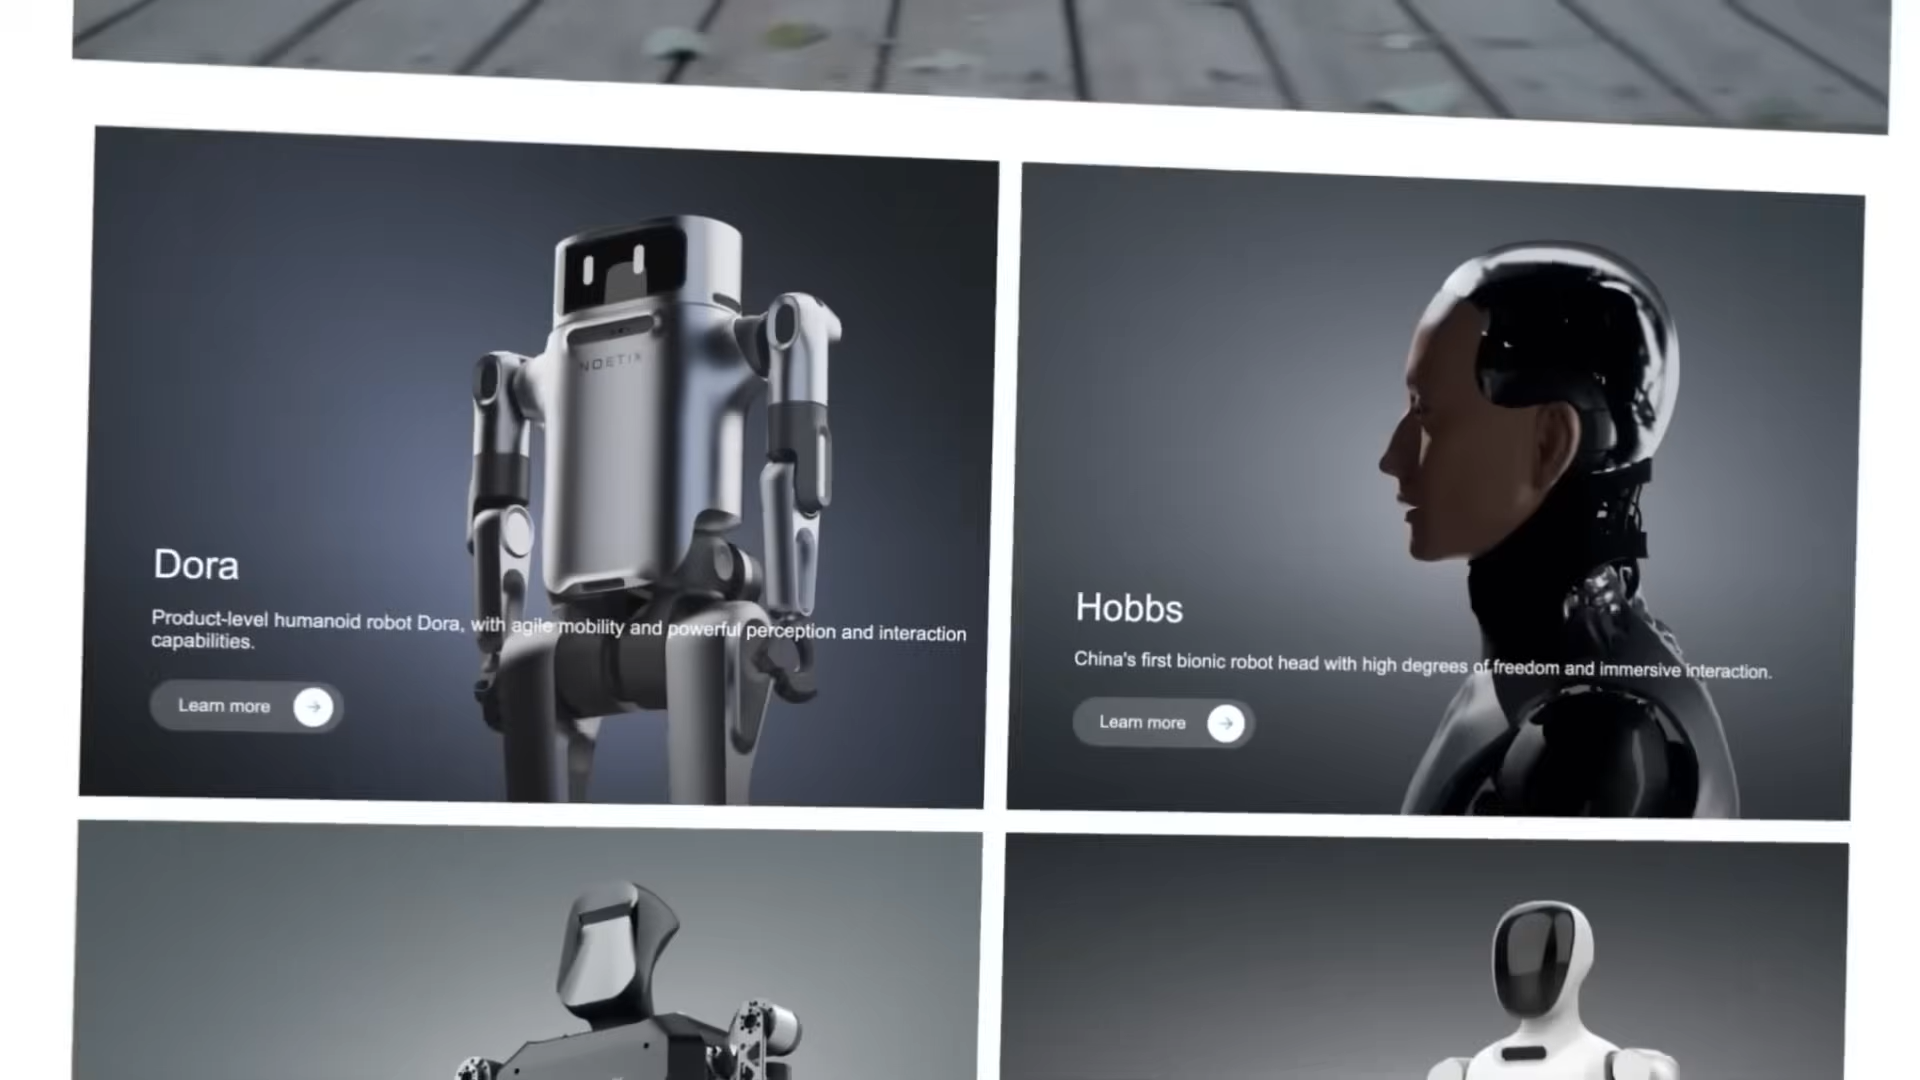 NOETIX
Dora
Product-level humanoid robot Dora, with agile mobility and powerful perception and interaction
capabilities.
Learn more
Hobbs
China's first bionic robot head with high degrees of freedom and immersive interaction.
Learn more